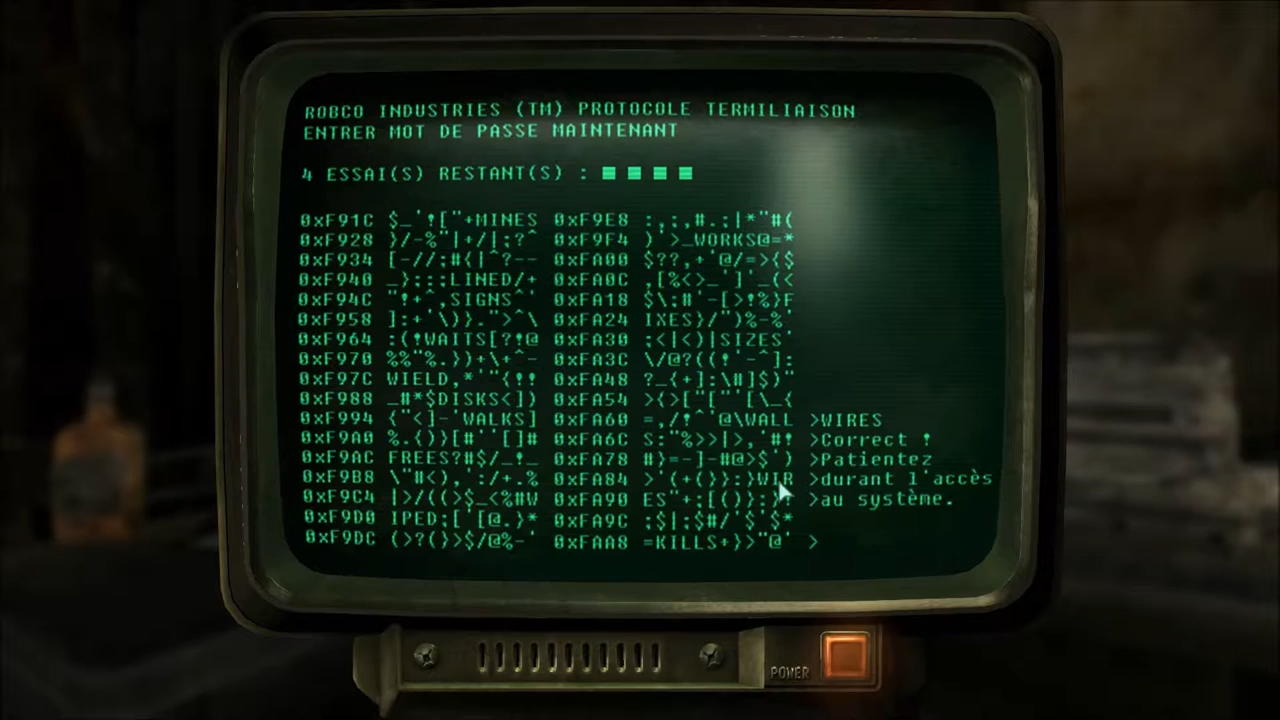 ROBCO INDUSTRIES (TM) PROTOCOLE TERMILIAISON
ENTRER MOT DE PASSE MAINTENANT
4 ESSAI(S) RESTANT(S) : ■ ■ ■ ■
0xF91C $_'!["+MINES 0xF9E8 :,:,#.;|*"#(
0xF928 }/-%"|+/|;?^ 0xF9F4 )'>_WORKS@=*
0xF934 [-//;#{|^?-- 0xFA00 $??,+'@/=>{$
0xF940 _}:::LINED/+ 0xFA0C ,[%<>_']'_(<
0xF94C "!+^,SIGNS^' 0xFA18 $\:#'-[>!%}F
0xF958 ]:+'\)}.">^\ 0xFA24 IXES}/")%-%'
0xF964 :(!WAITS[?!@ 0xFA30 ;<|<)|SIZES'
0xF970 %%"%.})+\+^- 0xFA3C \/@?((!'-^]:
0xF97C WIELD,*'"{!! 0xFA48 ?_{+]:\#]$)"
0xF988 _#*$DISKS<]) 0xFA54 >{>["["'[\_{
0xF994 {"<]-'WALKS] 0xFA60 =,/!^'@\WALL >WIRES
0xF9A0 %.{)}[#''[]# 0xFA6C S:"%>>|>,'#! >Correct !
0xF9AC FREES?#$/_!_ 0xFA78 #}=-]-#@>$') >Patientez
0xF9B8 \"#<),':/+.% 0xFA84 >'(+{}}:}WIR >durant l'accès
0xF9C4 |>/((>$_<%#W 0xFA90 ES"+;[()}:}! >au système.
0xF9D0 IPED;['[@.}* 0xFA9C :$|;$#/'$.$*
0xF9DC (>?(}>$/@%-' 0xFAA8 =KILLS+}>"@' >
POWER